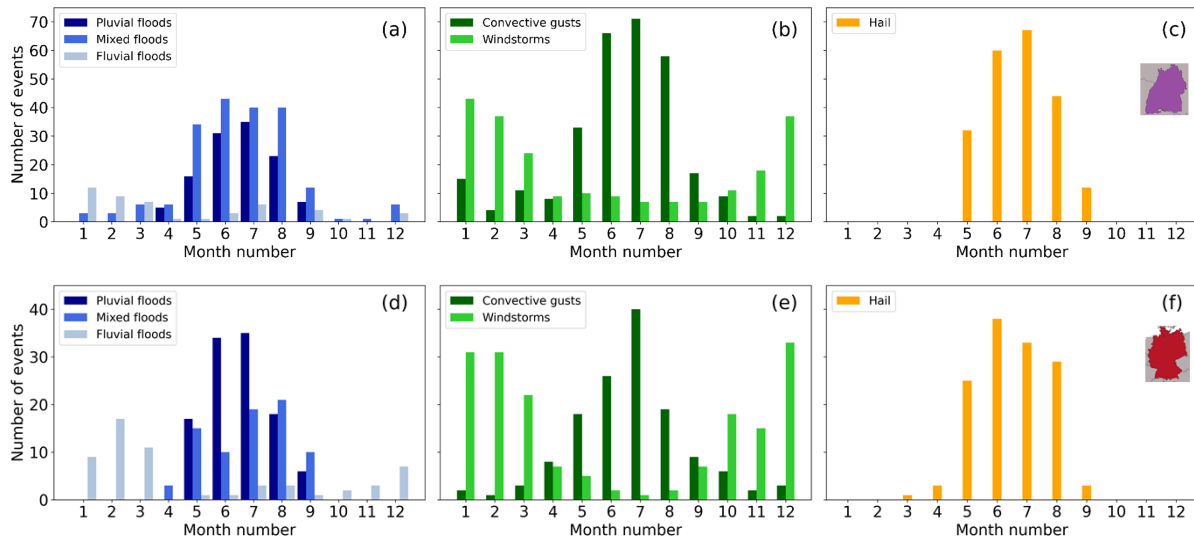 Number of events
70
60
50
40
30
20
10
0
Pluvial floods
Mixed floods
Fluvial floods
(a)
1 2 3 4 5 6 7 8 9 10 11 12
Month number
Convective gusts
Windstorms
(b)
1 2 3 4 5 6 7 8 9 10 11 12
Month number
Hail
(c)
1 2 3 4 5 6 7 8 9 10 11 12
Month number
Number of events
40
30
20
10
0
Pluvial floods
Mixed floods
Fluvial floods
(d)
1 2 3 4 5 6 7 8 9 10 11 12
Month number
Convective gusts
Windstorms
(e)
1 2 3 4 5 6 7 8 9 10 11 12
Month number
Hail
(f)
1 2 3 4 5 6 7 8 9 10 11 12
Month number